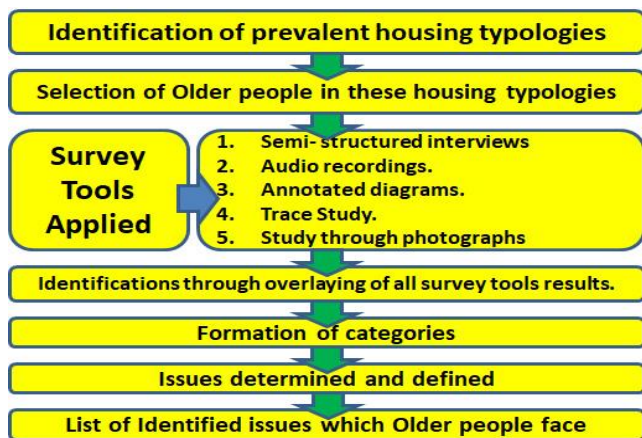 Identification of prevalent housing typologies
Selection of Older people in these housing typologies
Survey
Tools
Applied
1. Semi- structured interviews
2. Audio recordings.
3. Annotated diagrams.
4. Trace Study.
5. Study through photographs
Identifications through overlaying of all survey tools results.
Formation of categories
Issues determined and defined
List of Identified issues which Older people face